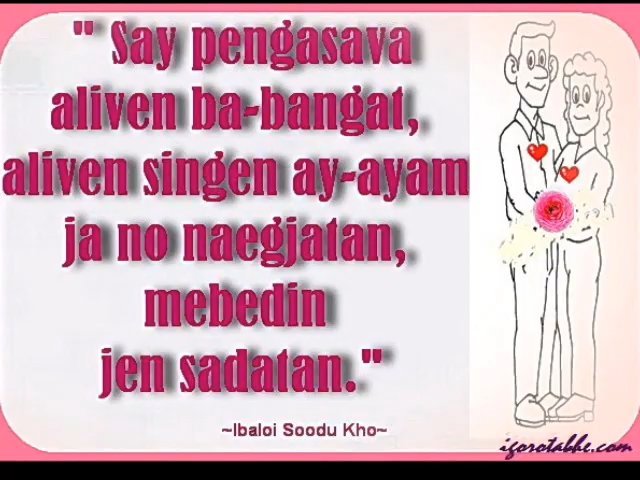 " Say pengasava
aliven ba-bangat,
aliven singen ay-ayam
ja no naegjatan,
mebedin
jen sadatan."
~Ibaloi Soodu Kho~
igorotabhe.com